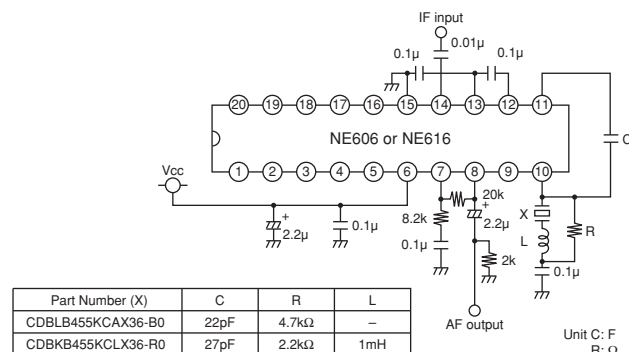 IF input
0.01μ
0.1μ
0.1μ
20 19 18 17 16 15 14 13 12 11
NE606 or NE616
C
1 2 3 4 5 6 7 8 9 10
Vcc
+
2.2μ
0.1μ
8.2k
0.1μ
20k
+
2.2μ
2k
X
L
R
0.1μ
AF output
Part Number (X) C R L
CDBLB455KCAX36-B0 22pF 4.7kΩ –
CDBKB455KCLX36-R0 27pF 2.2kΩ 1mH
Unit C: F
R: Ω